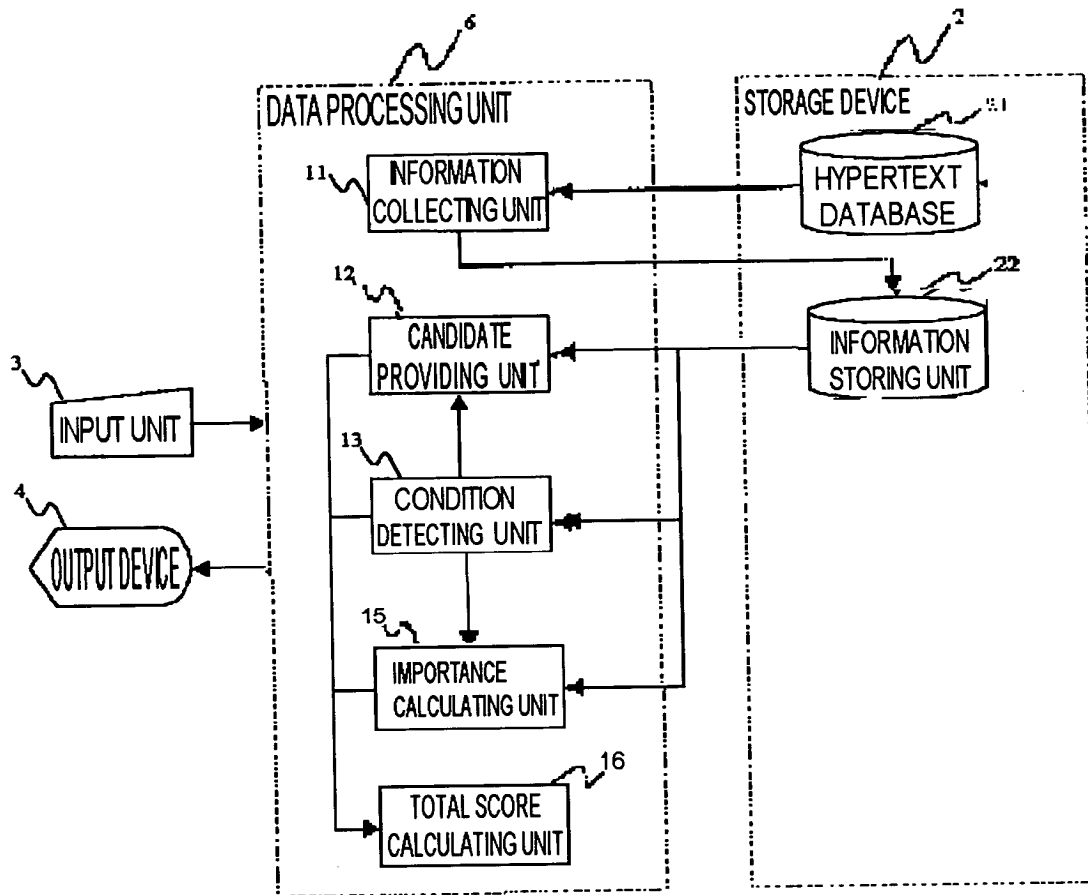 6
2
DATA PROCESSING UNIT
STORAGE DEVICE
11
INFORMATION
COLLECTING UNIT
HYPERTEXT
DATABASE
12
CANDIDATE
PROVIDING UNIT
22
INFORMATION
STORING UNIT
3
INPUT UNIT
13
CONDITION
DETECTING UNIT
4
OUTPUT DEVICE
15
IMPORTANCE
CALCULATING UNIT
16
TOTAL SCORE
CALCULATING UNIT